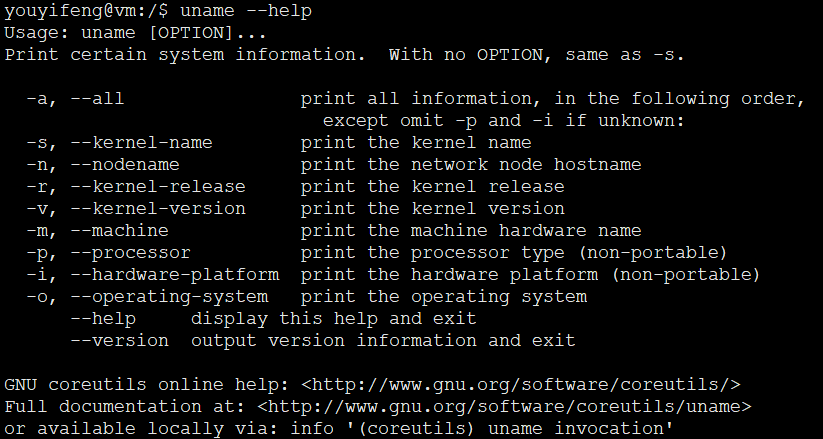 youyifeng@vm:/$ uname --help
Usage: uname [OPTION]...
Print certain system information.  With no OPTION, same as -s.

  -a, --all                print all information, in the following order,
                             except omit -p and -i if unknown:
  -s, --kernel-name        print the kernel name
  -n, --nodename           print the network node hostname
  -r, --kernel-release     print the kernel release
  -v, --kernel-version     print the kernel version
  -m, --machine            print the machine hardware name
  -p, --processor          print the processor type (non-portable)
  -i, --hardware-platform  print the hardware platform (non-portable)
  -o, --operating-system   print the operating system
      --help     display this help and exit
      --version  output version information and exit

GNU coreutils online help: <http://www.gnu.org/software/coreutils/>
Full documentation at: <http://www.gnu.org/software/coreutils/uname>
or available locally via: info '(coreutils) uname invocation'